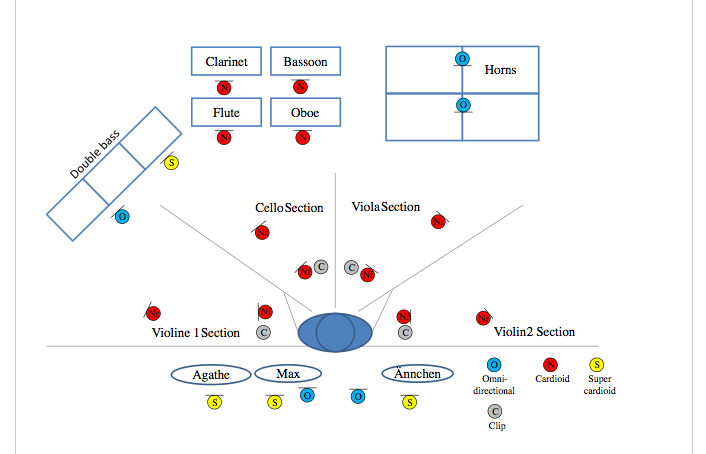 Clarinet
Bassoon
O
Horns
N
N
Flute
Oboe
O
N
N
Double bass
S
O
Cello Section
Viola Section
N
C
C
N
Violine 1 Section
C
C
Violin2 Section
Agathe
Max
Ännchen
S
S
O
O
S
O
N
S
Omni-
directional
Cardioid
Super
cardioid
C
Clip